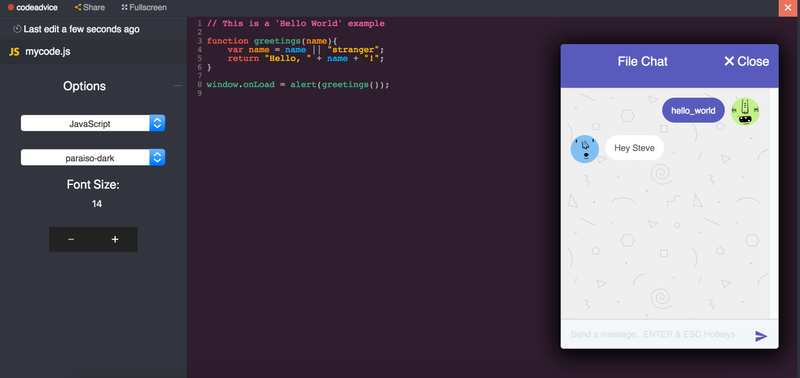 codeadvice Share Fullscreen
Last edit a few seconds ago
JS mycode.js
Options
JavaScript
paraiso-dark
Font Size:
14
− +
1 // This is a 'Hello World' example
2
3 function greetings(name){
4 var name = name || "stranger";
5 return "Hello, " + name + "!";
6 }
7
8 window.onLoad = alert(greetings());
9
File Chat × Close
hello_world
Hey Steve
Send a message.. ENTER & ESC Hotkeys